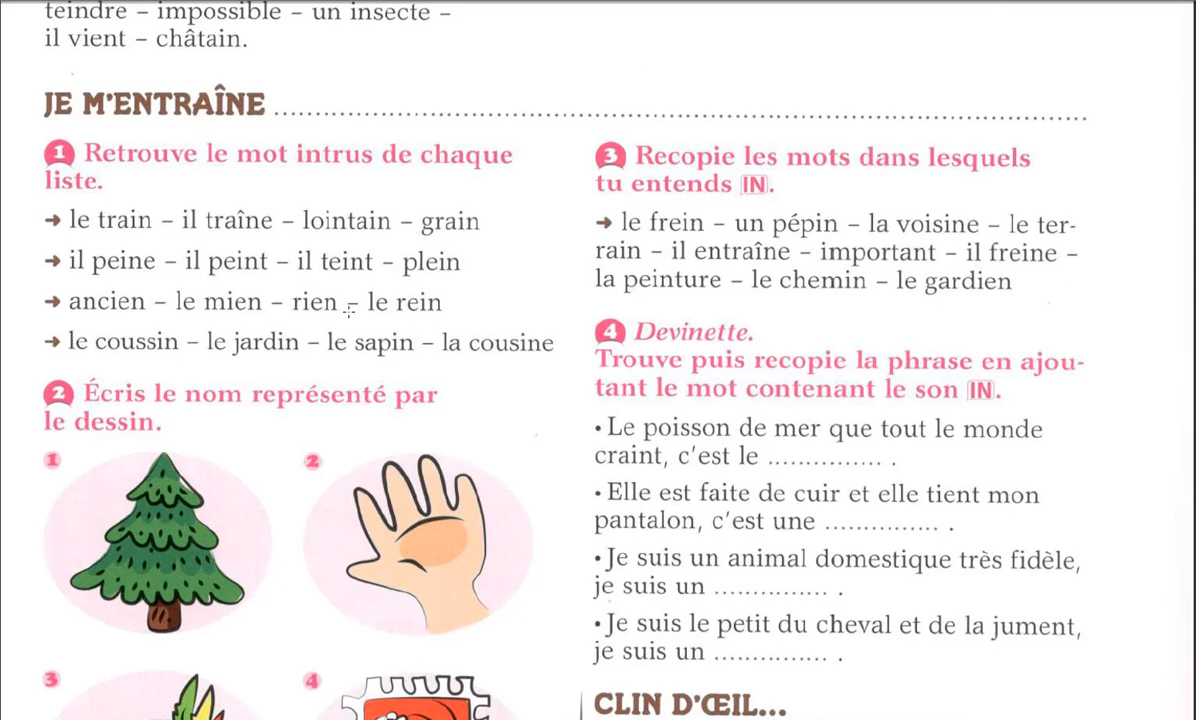 teindre – impossible – un insecte –
il vient – châtain.
JE M'ENTRAÎNE
1 Retrouve le mot intrus de chaque
liste.
➜ le train – il traîne – lointain – grain
➜ il peine – il peint – il teint – plein
➜ ancien – le mien – rien – le rein
➜ le coussin – le jardin – le sapin – la cousine
2 Écris le nom représenté par
le dessin.
1
2
3
4
3 Recopie les mots dans lesquels
tu entends IN.
➜ le frein – un pépin – la voisine – le ter-
rain – il entraîne – important – il freine –
la peinture – le chemin – le gardien
4 Devinette.
Trouve puis recopie la phrase en ajou-
tant le mot contenant le son IN.
• Le poisson de mer que tout le monde
craint, c'est le ............... .
• Elle est faite de cuir et elle tient mon
pantalon, c'est une ............... .
• Je suis un animal domestique très fidèle,
je suis un ............... .
• Je suis le petit du cheval et de la jument,
je suis un ............... .
CLIN D'ŒIL...